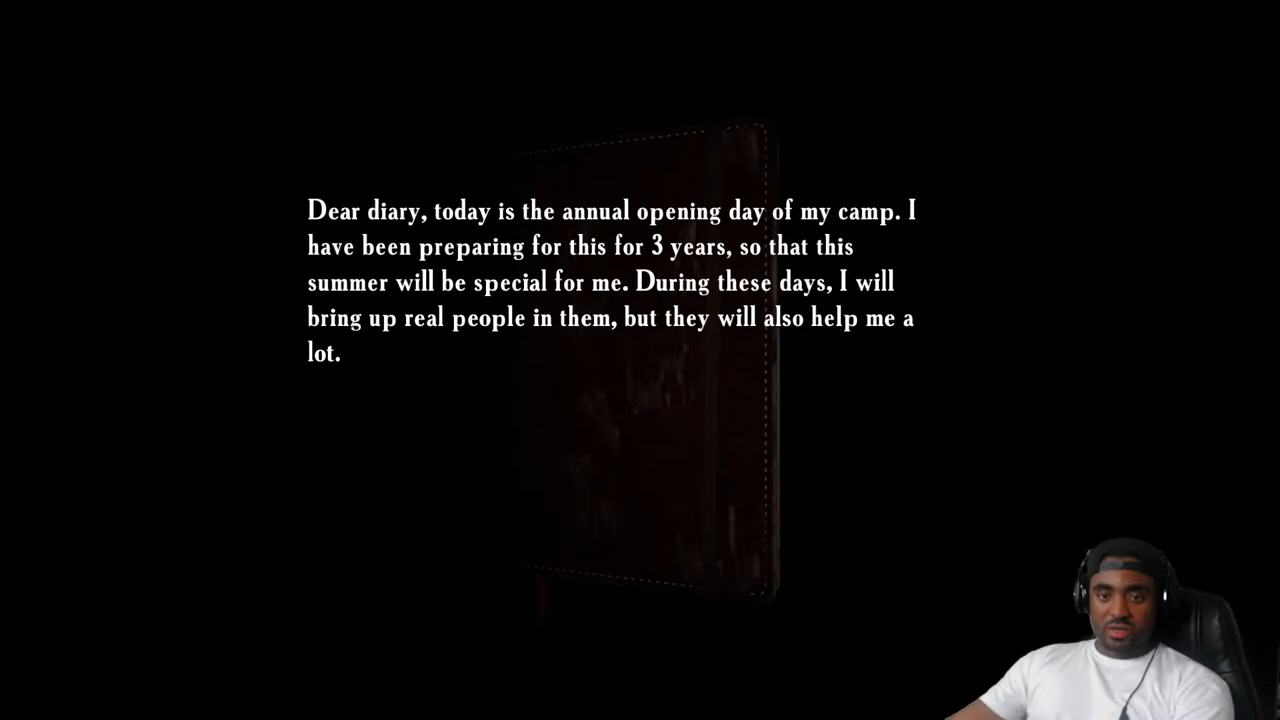 Dear diary, today is the annual opening day of my camp. I
have been preparing for this for 3 years, so that this
summer will be special for me. During these days, I will
bring up real people in them, but they will also help me a
lot.